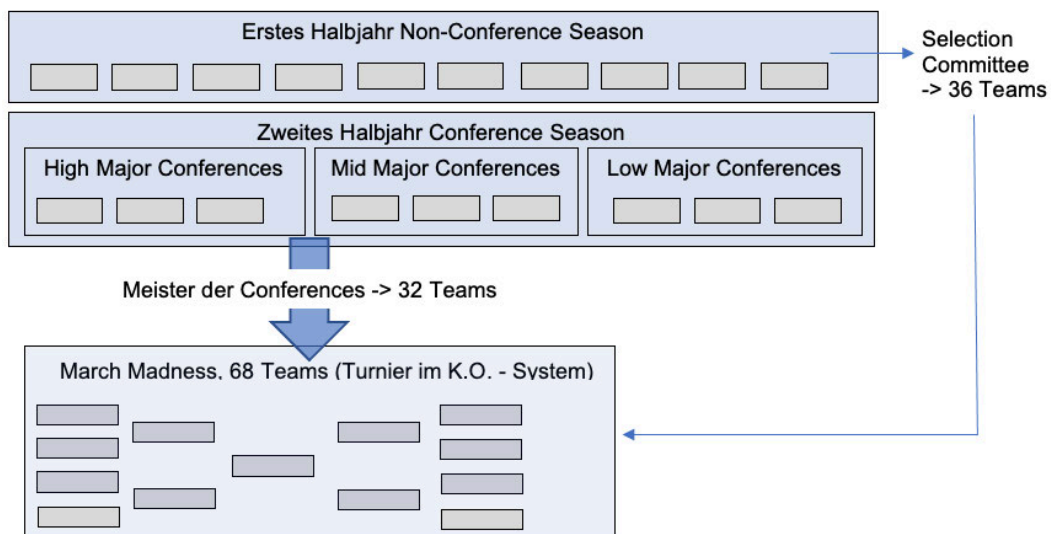 Erstes Halbjahr Non-Conference Season
Selection
Committee
-> 36 Teams
Zweites Halbjahr Conference Season
High Major Conferences
Mid Major Conferences
Low Major Conferences
Meister der Conferences -> 32 Teams
March Madness, 68 Teams (Turnier im K.O. - System)